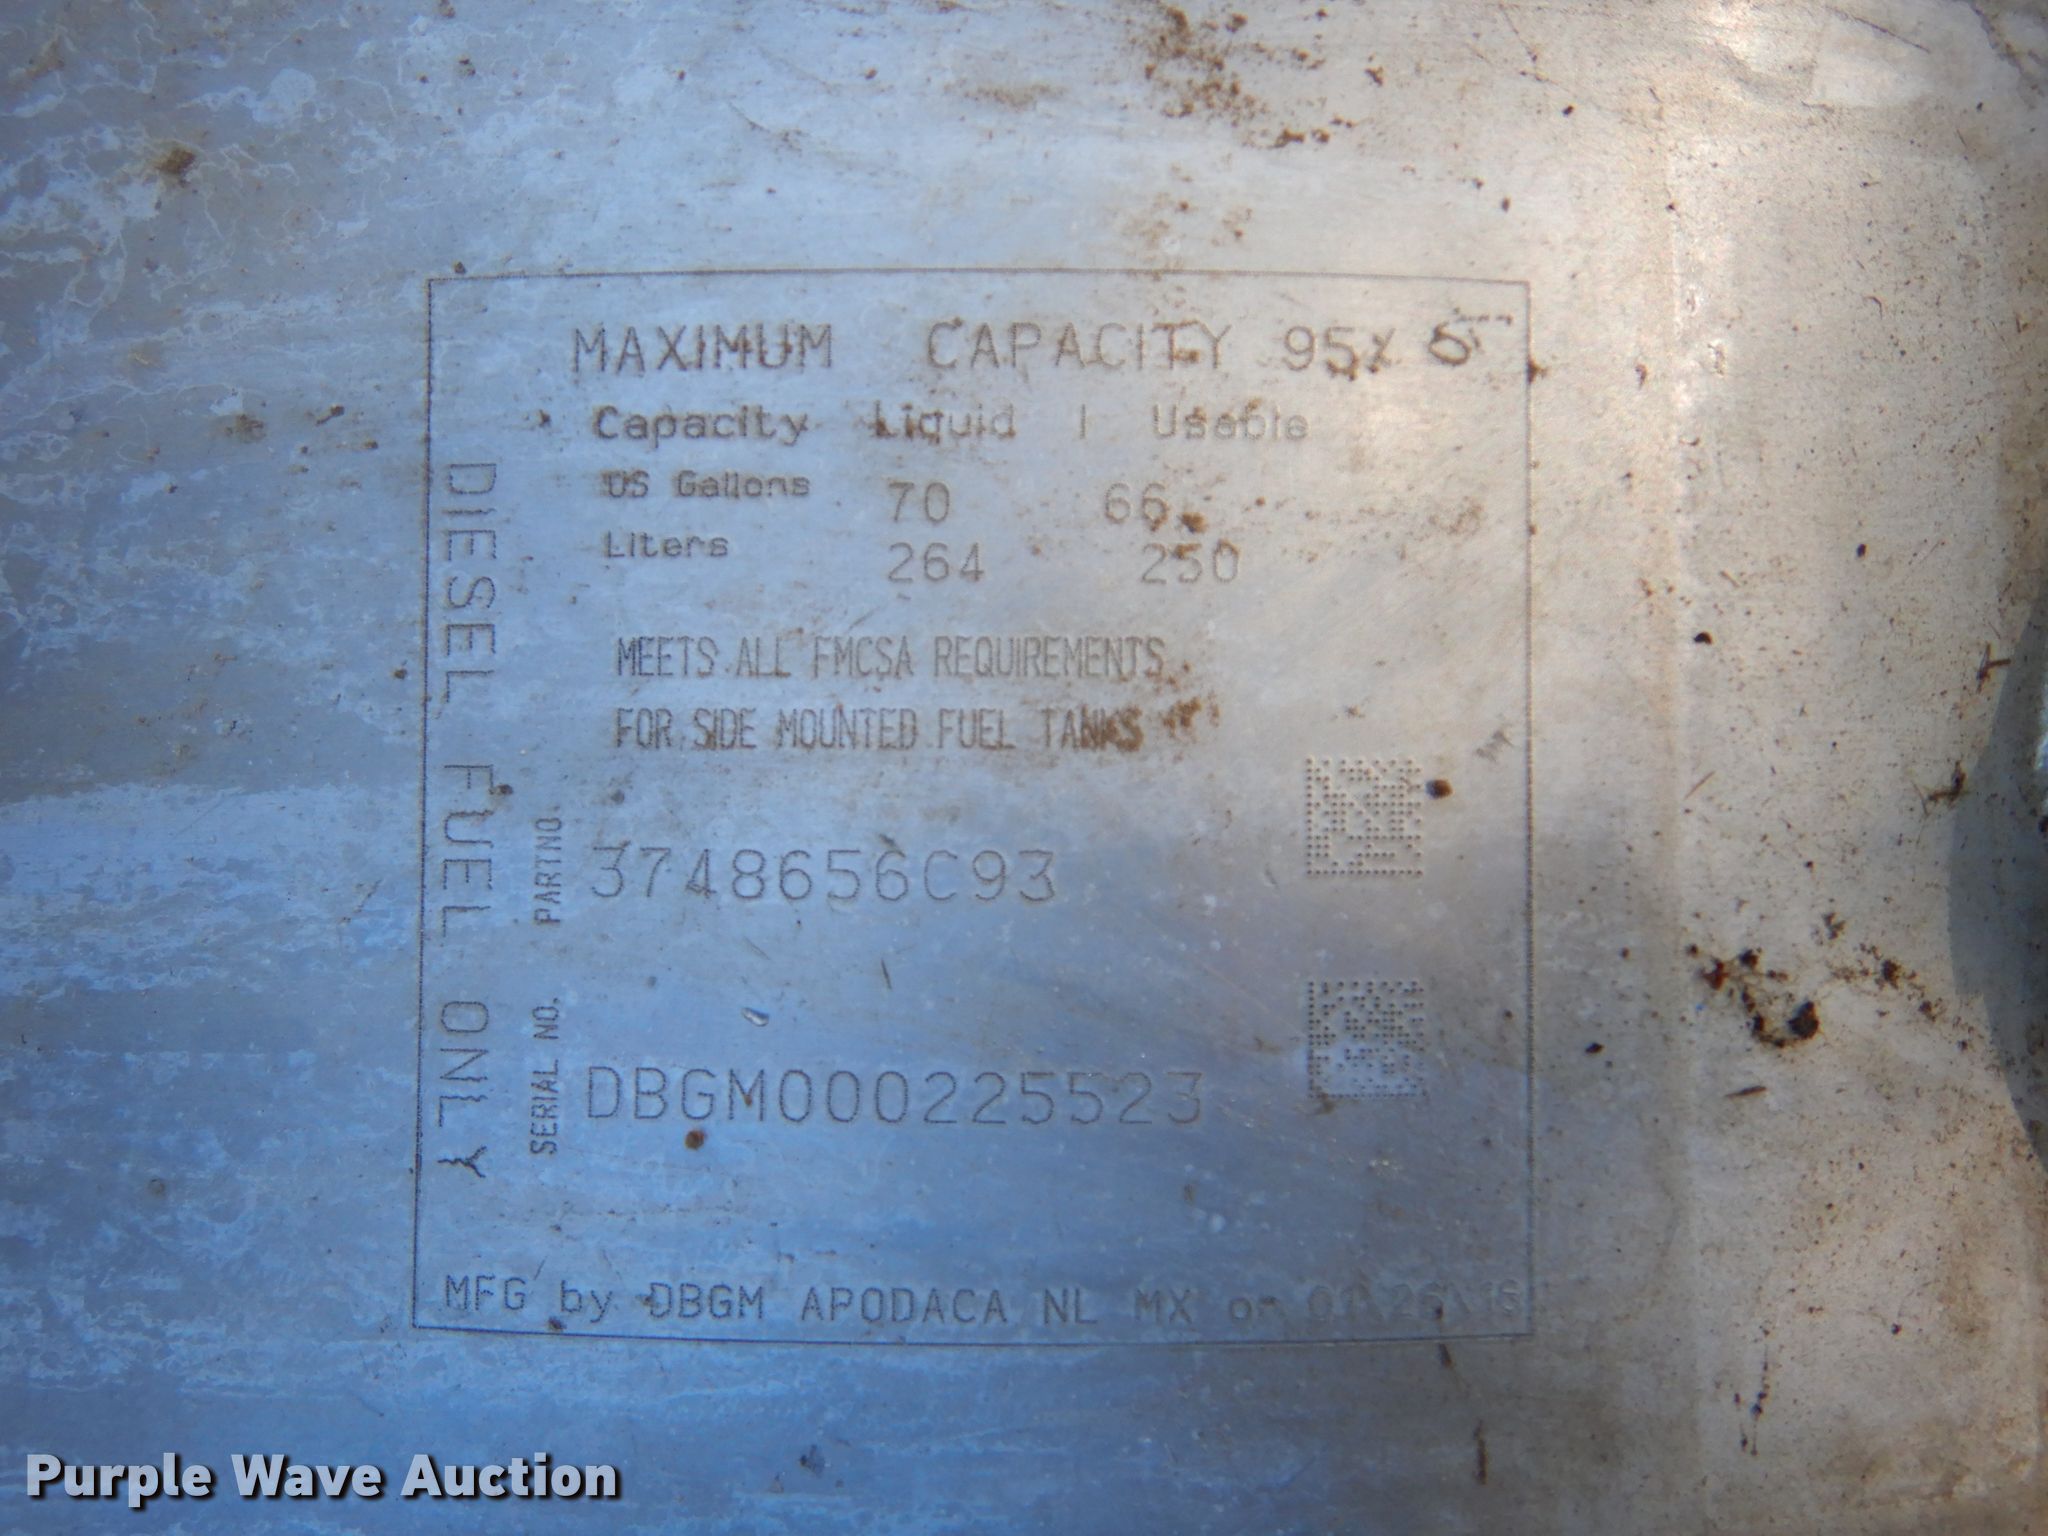 MAXIMUM CAPACITY 95%
Capacity Liquid | Usable
US Gallons 70 66
Liters 264 250
MEETS ALL FMCSA REQUIREMENTS
FOR SIDE MOUNTED FUEL TANKS
DIESEL FUEL ONLY
PARTNO. 3748656C93
SERIAL NO. DBGM000225523
MFG by DBGM APODACA NL MX on
Purple Wave Auction